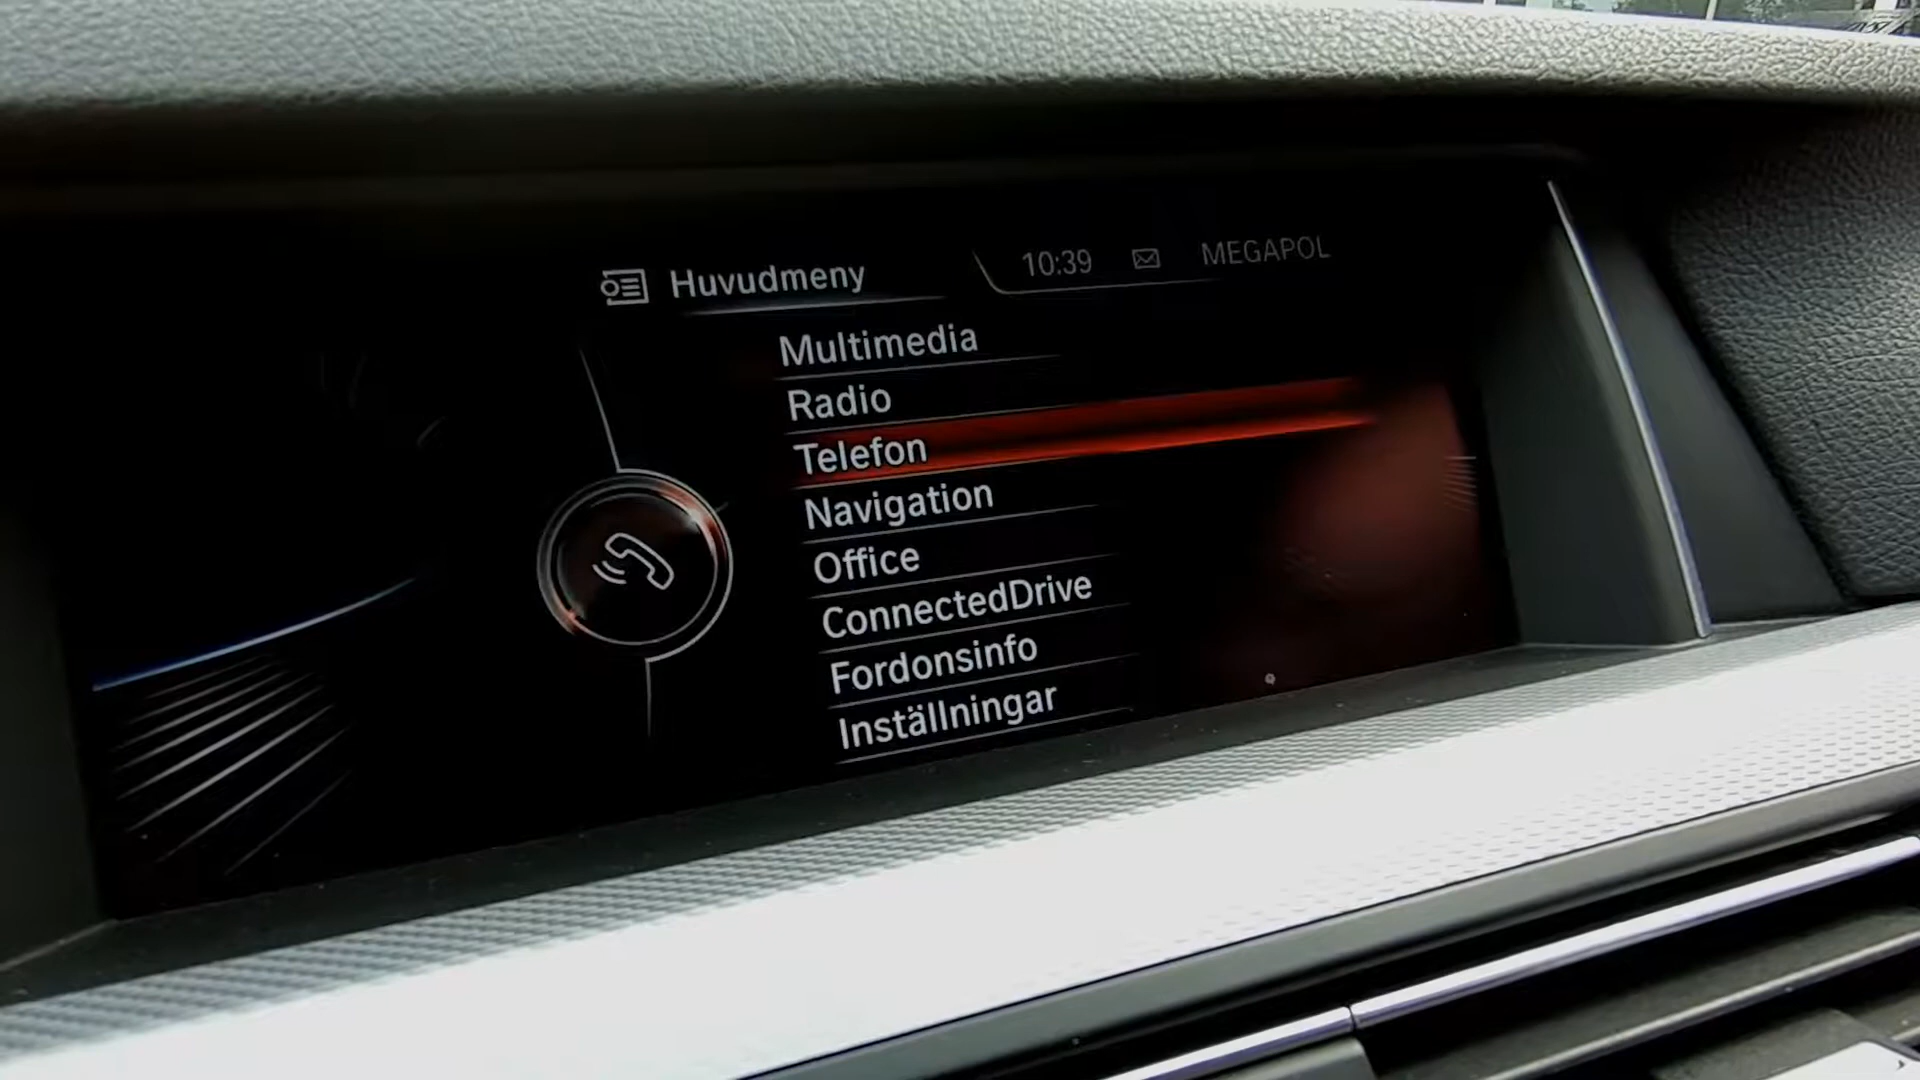 Huvudmeny 10:39 MEGAPOL
Multimedia
Radio
Telefon
Navigation
Office
ConnectedDrive
Fordonsinfo
Inställningar